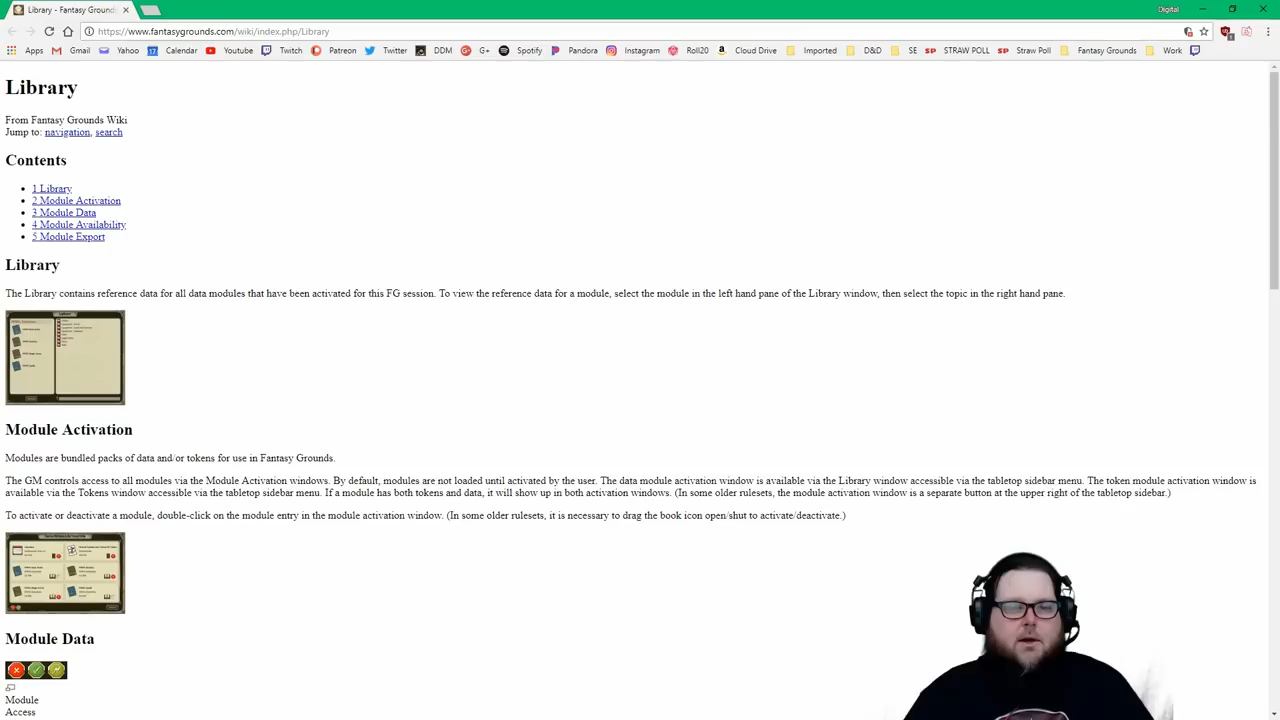 Library - Fantasy Grounds
Digital
https://www.fantasygrounds.com/wiki/index.php/Library
Apps Gmail Yahoo Calendar Youtube Twitch Patreon Twitter DDM G+ Spotify Pandora Instagram Roll20 Cloud Drive Imported D&D SE STRAW POLL Straw Poll Fantasy Grounds Work
Library
From Fantasy Grounds Wiki
Jump to: navigation, search
Contents
1 Library
2 Module Activation
3 Module Data
4 Module Availability
5 Module Export
Library
The Library contains reference data for all data modules that have been activated for this FG session. To view the reference data for a module, select the module in the left hand pane of the Library window, then select the topic in the right hand pane.
Module Activation
Modules are bundled packs of data and/or tokens for use in Fantasy Grounds.
The GM controls access to all modules via the Module Activation windows. By default, modules are not loaded until activated by the user. The data module activation window is available via the Library window accessible via the tabletop sidebar menu. The token module activation window is
available via the Tokens window accessible via the tabletop sidebar menu. If a module has both tokens and data, it will show up in both activation windows. (In some older rulesets, the module activation window is a separate button at the upper right of the tabletop sidebar.)
To activate or deactivate a module, double-click on the module entry in the module activation window. (In some older rulesets, it is necessary to drag the book icon open/shut to activate/deactivate.)
Module Data
Module
Access